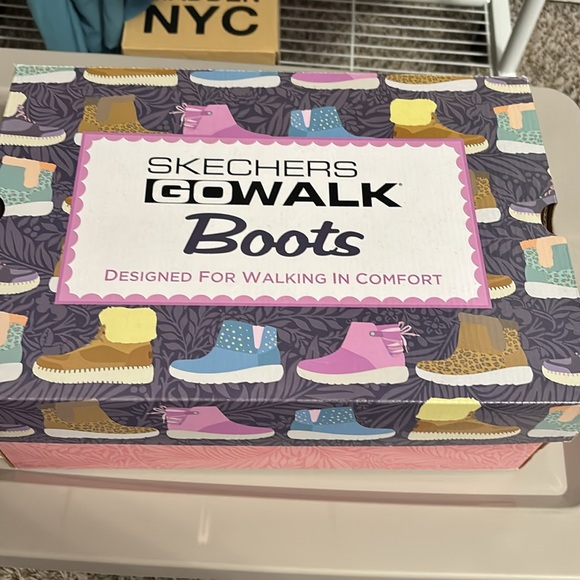 NYC
SKECHERS
GOWALK
Boots
DESIGNED FOR WALKING IN COMFORT